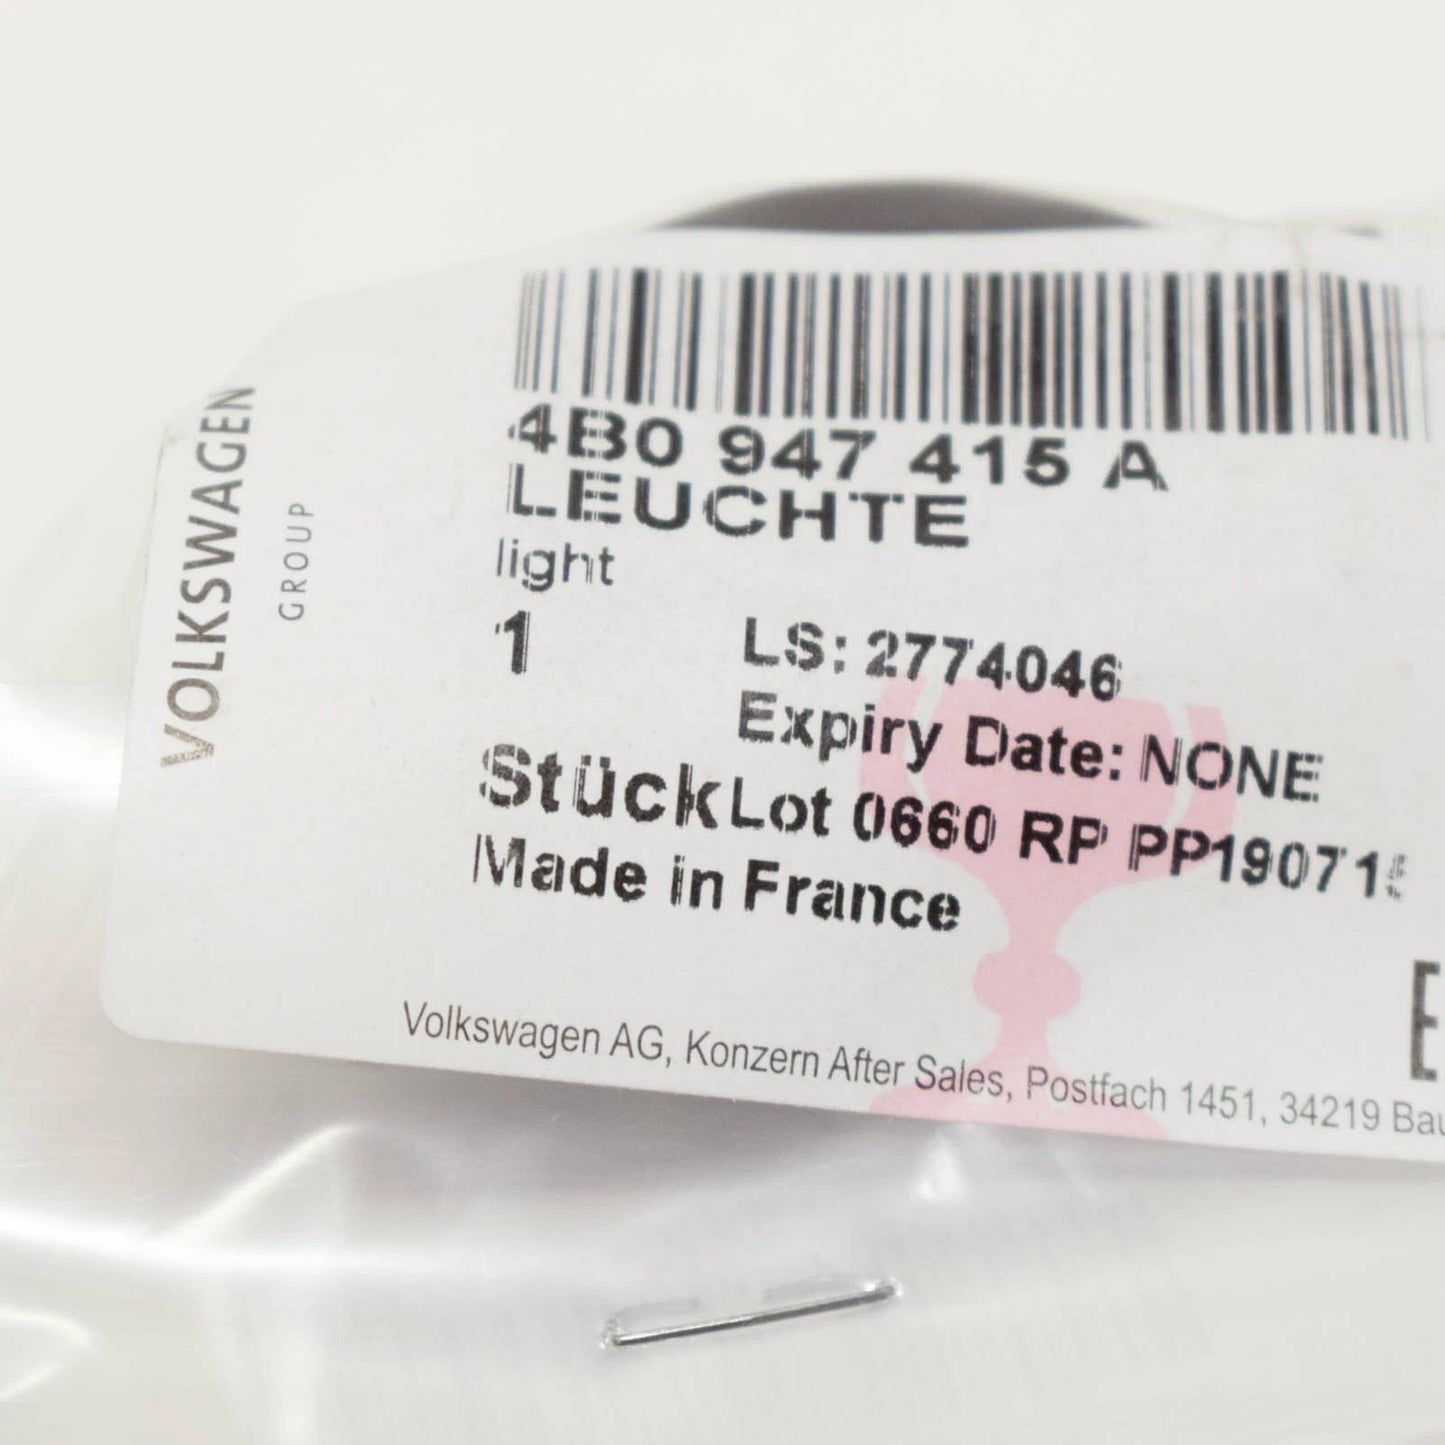 VOLKSWAGEN
GROUP
4B0 947 415 A
LEUCHTE
light
1 LS: 2774046
Expiry Date: NONE
Stück Lot 0660 RP PP190715
Made in France
Volkswagen AG, Konzern After Sales, Postfach 1451, 34219